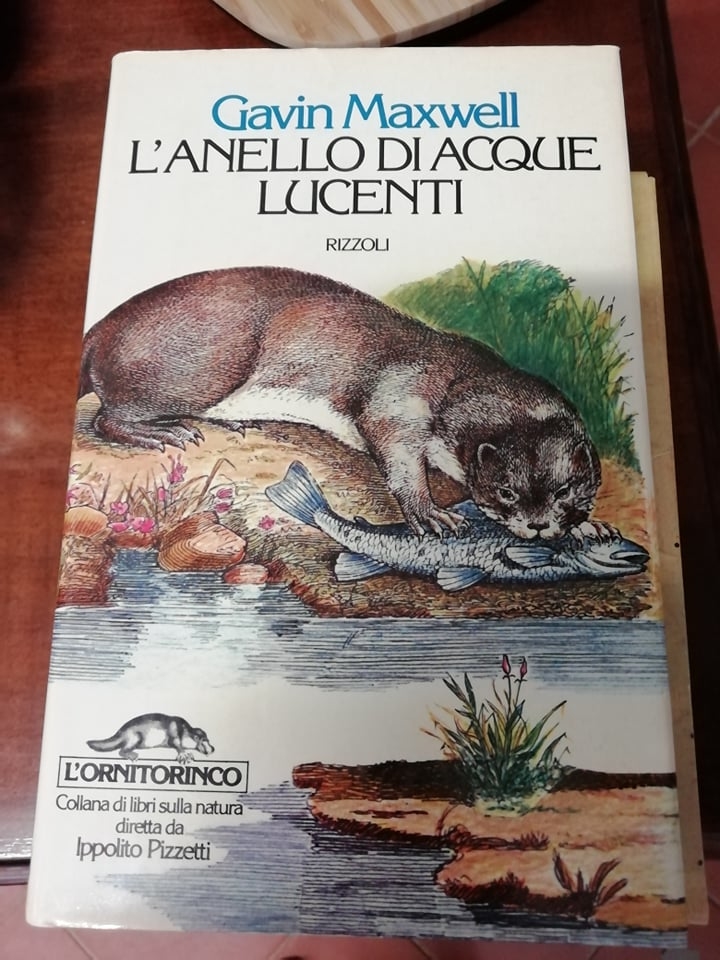 Gavin Maxwell
L'ANELLO DI ACQUE
LUCENTI
RIZZOLI
L'ORNITORINCO
Collana di libri sulla natura
diretta da
Ippolito Pizzetti